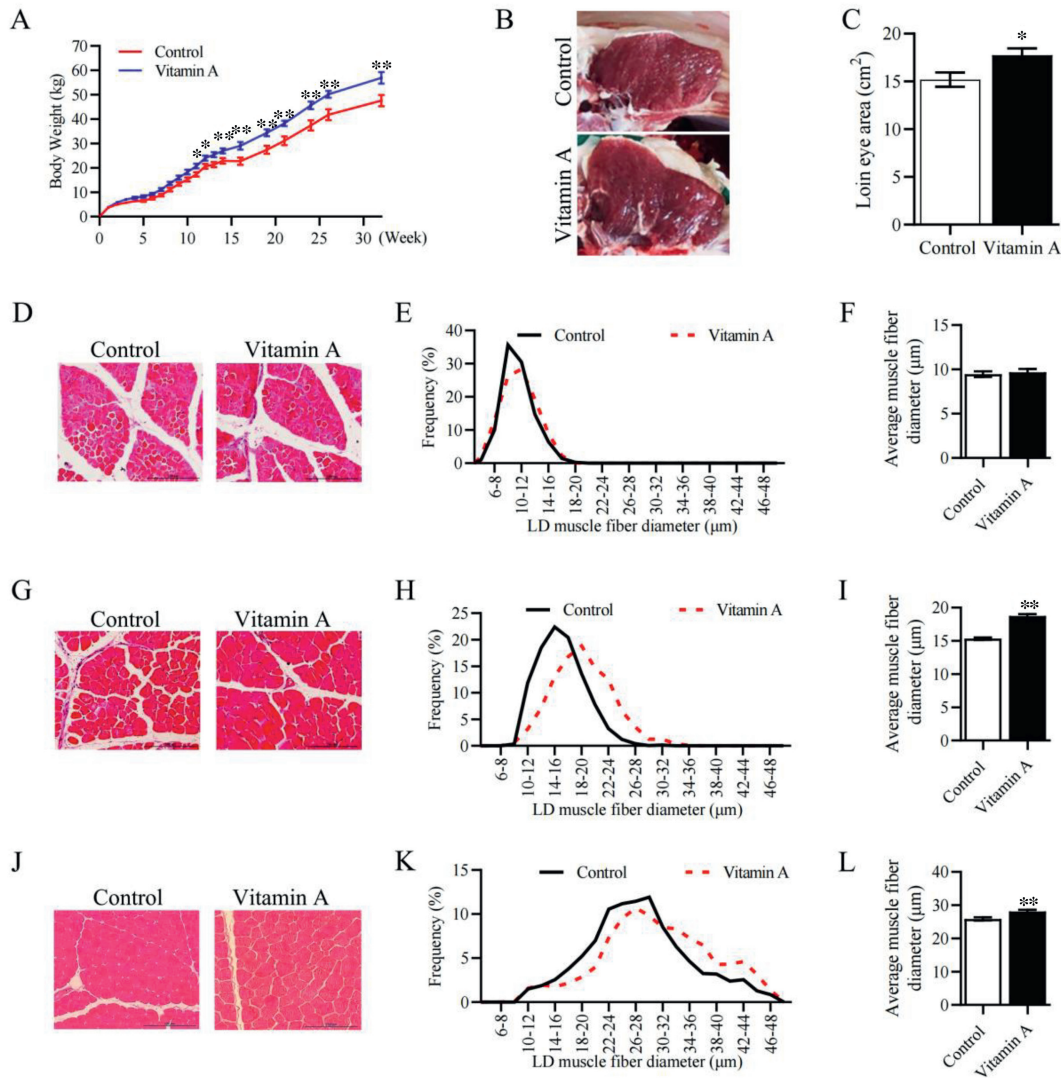 A
Control
Vitamin A
Body Weight (kg)
70
60
50
40
30
20
10
0
0 5 10 15 20 25 30 (Week)
* * ** ** ** ** ** ** **
B
Control
Vitamin A
C
Loin eye area (cm2)
20
15
10
5
0
*
Control Vitamin A
D
Control Vitamin A
E
Control Vitamin A
Frequency (%)
40
30
20
10
0
6-8 10-12 14-16 18-20 22-24 26-28 30-32 34-36 38-40 42-44 46-48
LD muscle fiber diameter (μm)
F
Average muscle fiber
diameter (μm)
15
10
5
0
Control Vitamin A
G
Control Vitamin A
H
Control Vitamin A
Frequency (%)
25
20
15
10
5
0
6-8 10-12 14-16 18-20 22-24 26-28 30-32 34-36 38-40 42-44 46-48
LD muscle fiber diameter (μm)
I
Average muscle fiber
diameter (μm)
20
15
10
5
0
**
Control Vitamin A
J
Control Vitamin A
K
Control Vitamin A
Frequency (%)
15
10
5
0
6-8 10-12 14-16 18-20 22-24 26-28 30-32 34-36 38-40 42-44 46-48
LD muscle fiber diameter (μm)
L
Average muscle fiber
diameter (μm)
40
30
20
10
0
**
Control Vitamin A